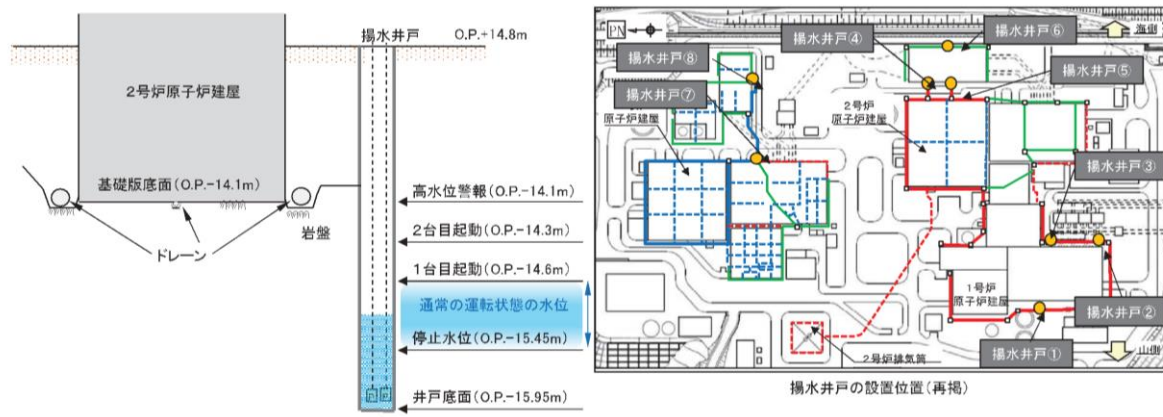 揚水井戸
O.P.+14.8m
2号炉原子炉建屋
基礎版底面(O.P.-14.1m)
ドレーン
岩盤
高水位警報(O.P.-14.1m)
2台目起動(O.P.-14.3m)
1台目起動(O.P.-14.6m)
通常の運転状態の水位
停止水位(O.P.-15.45m)
井戸底面(O.P.-15.95m)
PN
海側
揚水井戸④
揚水井戸⑥
揚水井戸⑧
揚水井戸⑤
揚水井戸⑦
原子炉建屋
2号炉
原子炉建屋
揚水井戸③
1号炉
原子炉建屋
揚水井戸②
2号炉排気筒
揚水井戸①
山側
揚水井戸の設置位置(再掲)